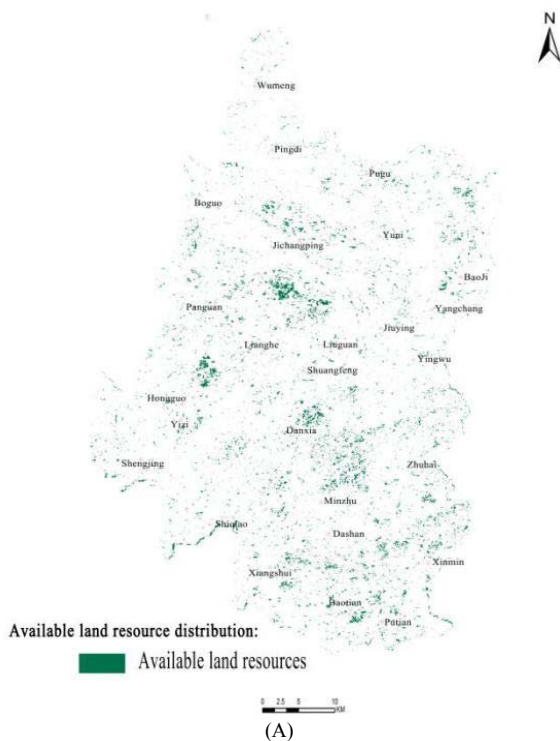 N
Wumeng
Pingdi
Pugu
Boguo
Yuni
Jichangping
BaoJi
Panguan
Yangchang
Jiuying
Lianghe
Liuguan
Yingwu
Shuangfeng
Hongguo
Yizi
Danxia
Shengjing
Zhuhai
Minzhu
Shiqiao
Dashan
Xinmin
Xiangshui
Baotian
Putian
Available land resource distribution:
Available land resources
0 2.5 5 10
KM
(A)